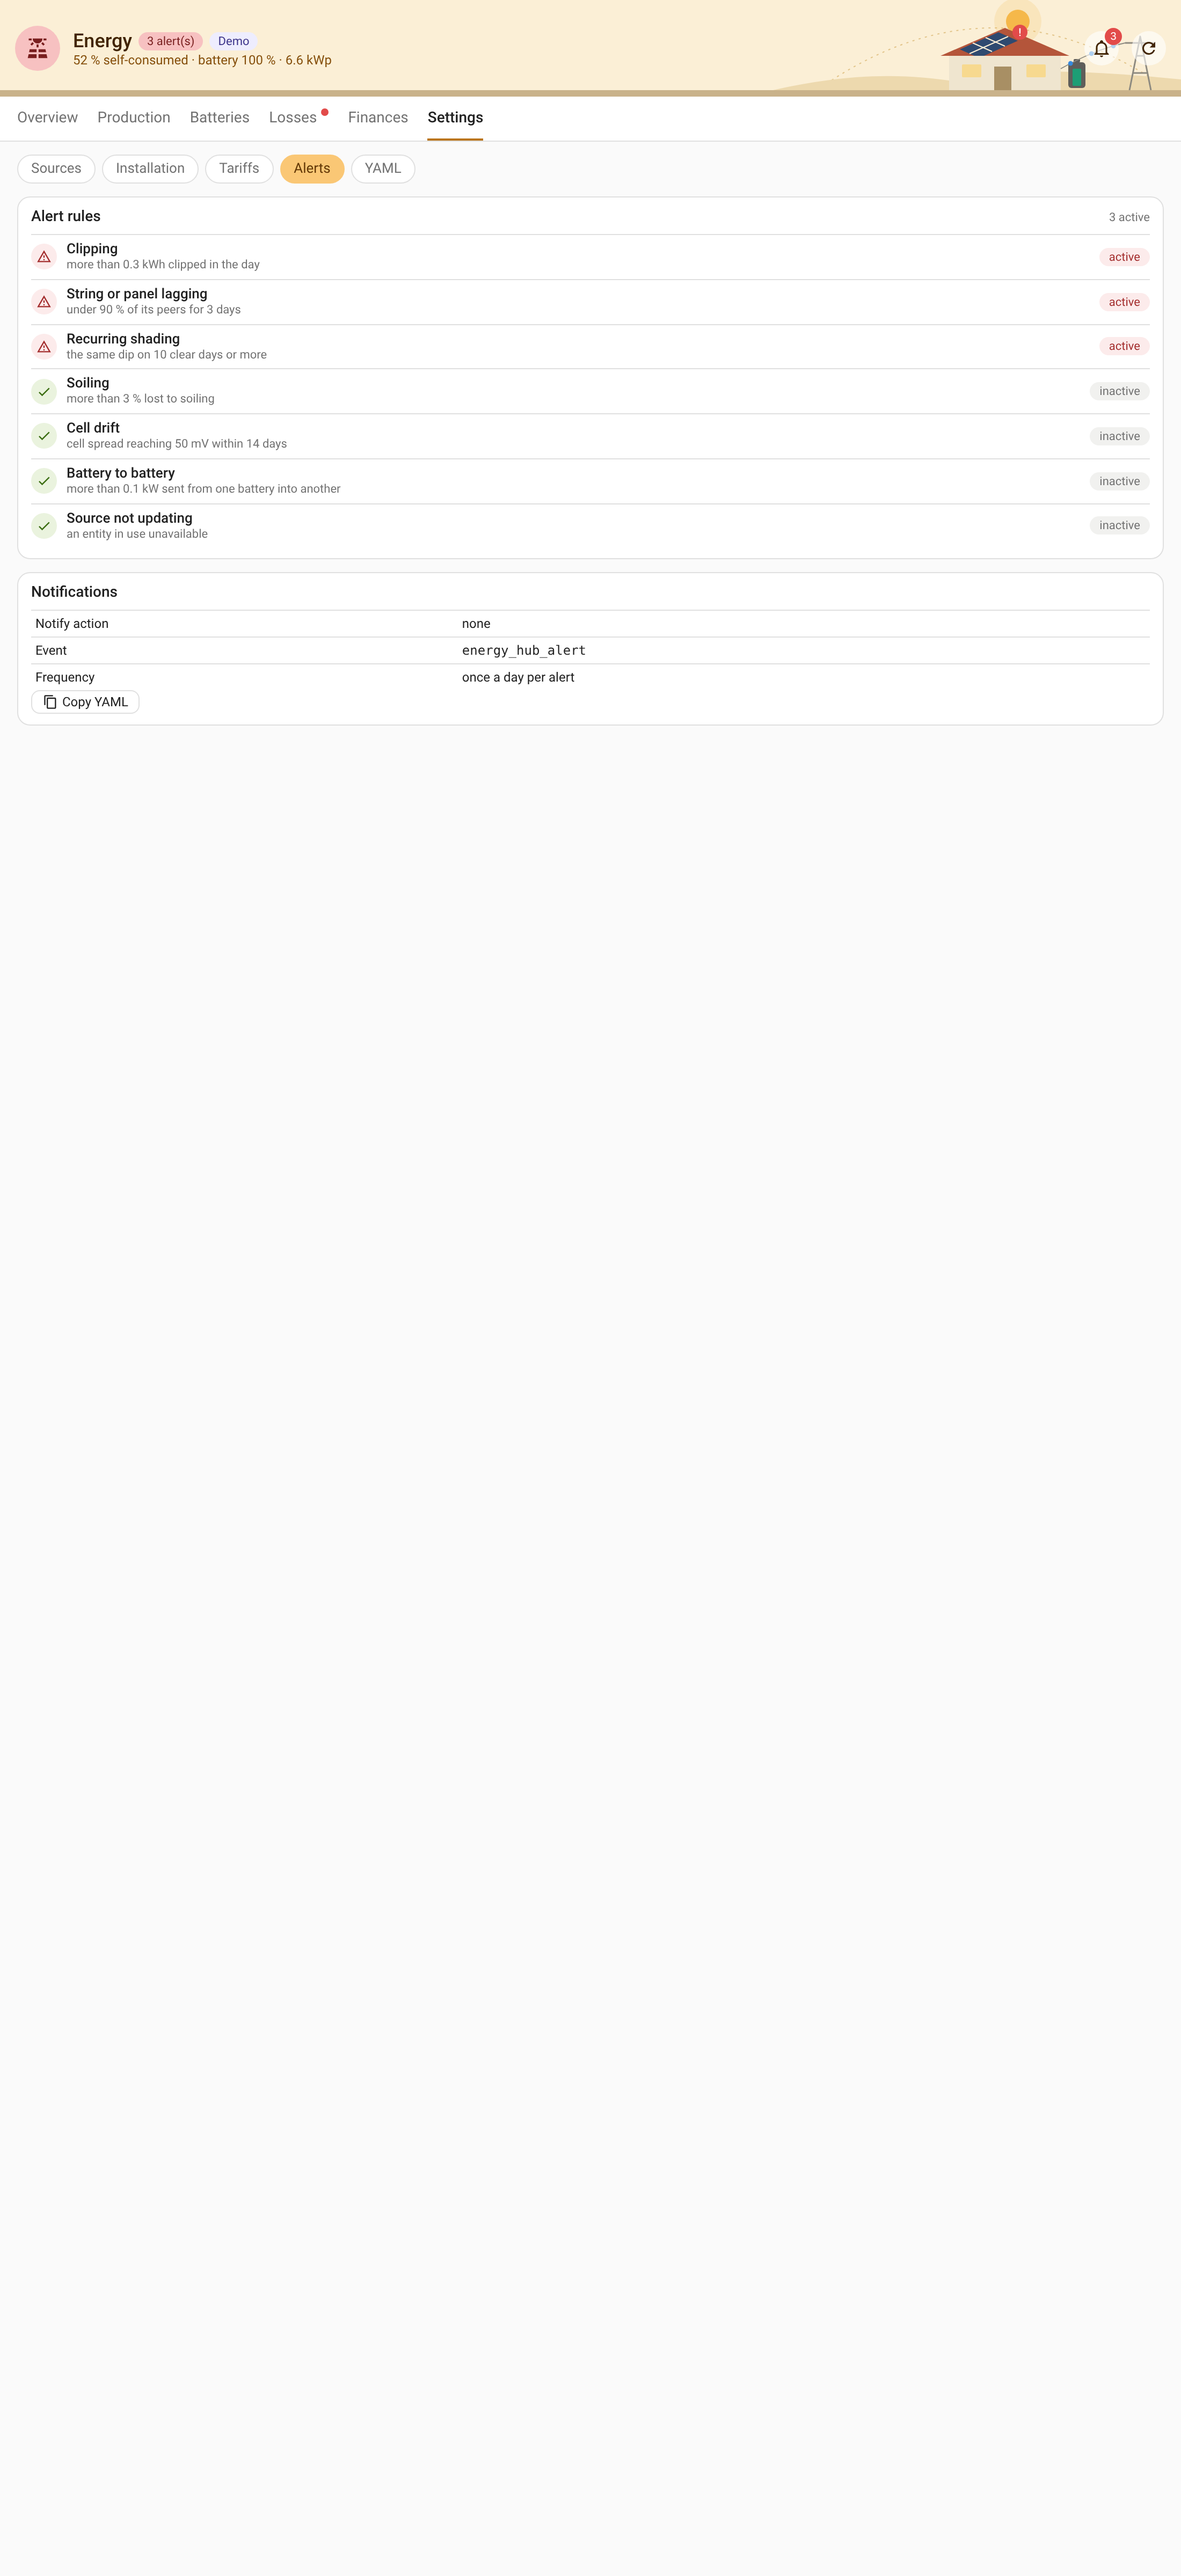 Energy 3 alert(s) Demo
52 % self-consumed · battery 100 % · 6.6 kWp
!
3
Overview Production Batteries Losses Finances Settings
Sources Installation Tariffs Alerts YAML
Alert rules 3 active
Clipping
more than 0.3 kWh clipped in the day
active
String or panel lagging
under 90 % of its peers for 3 days
active
Recurring shading
the same dip on 10 clear days or more
active
Soiling
more than 3 % lost to soiling
inactive
Cell drift
cell spread reaching 50 mV within 14 days
inactive
Battery to battery
more than 0.1 kW sent from one battery into another
inactive
Source not updating
an entity in use unavailable
inactive
Notifications
Notify action none
Event energy_hub_alert
Frequency once a day per alert
Copy YAML